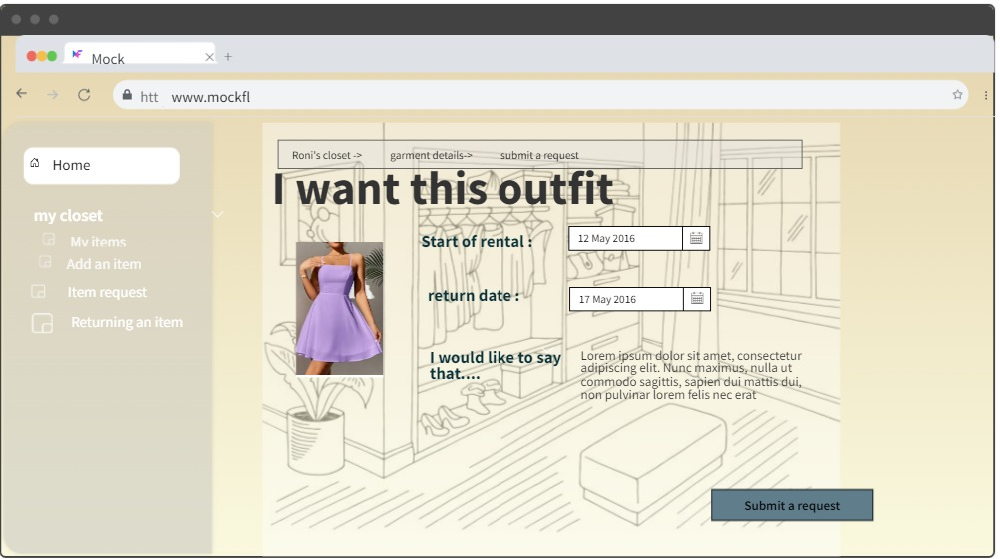 Mock
htt www.mockfl
Home
my closet
My items
Add an item
Item request
Returning an item
Roni's closet -> garment details-> submit a request
I want this outfit
Start of rental : 12 May 2016
return date : 17 May 2016
I would like to say
that....
Lorem ipsum dolor sit amet, consectetur
adipiscing elit. Nunc maximus, nulla ut
commodo sagittis, sapien dui mattis dui,
non pulvinar lorem felis nec erat
Submit a request